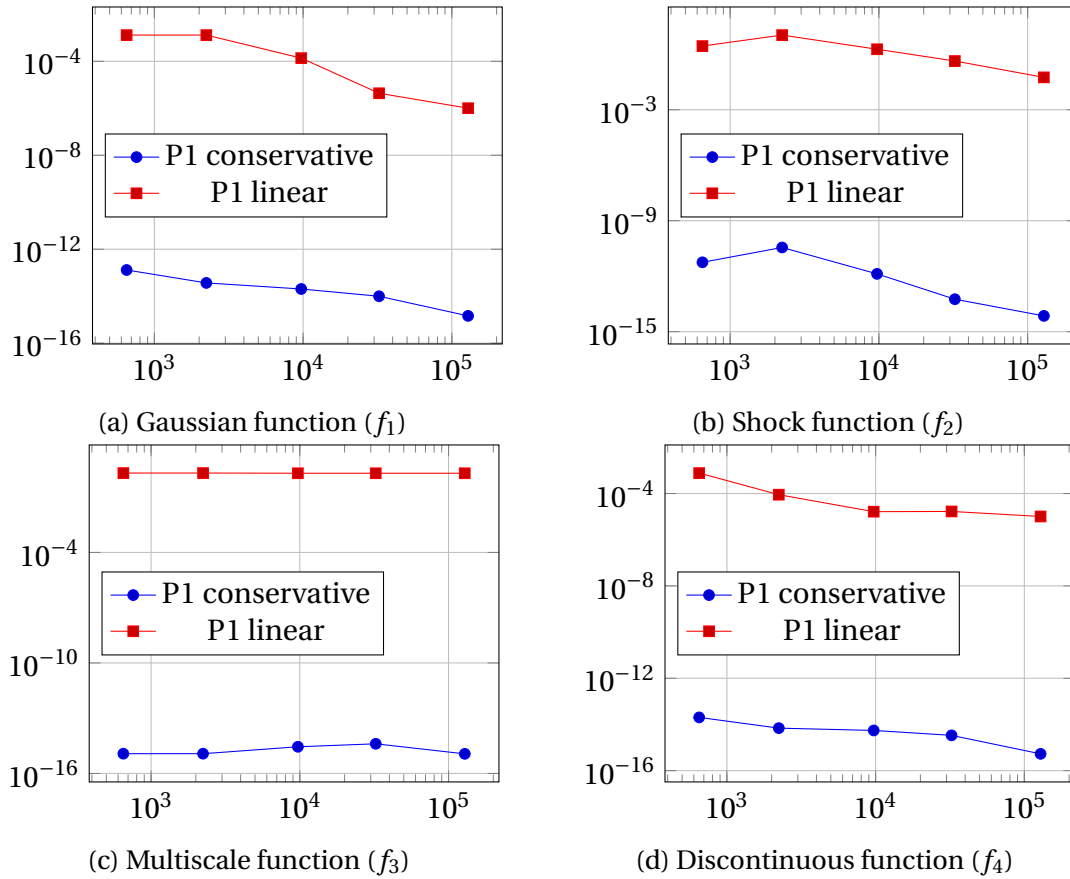 10^{-4}
10^{-8}
10^{-12}
10^{-16}
P1 conservative
P1 linear
10^3 10^4 10^5
(a) Gaussian function (f_1)
10^{-3}
10^{-9}
10^{-15}
P1 conservative
P1 linear
10^3 10^4 10^5
(b) Shock function (f_2)
10^{-4}
10^{-10}
10^{-16}
P1 conservative
P1 linear
10^3 10^4 10^5
(c) Multiscale function (f_3)
10^{-4}
10^{-8}
10^{-12}
10^{-16}
P1 conservative
P1 linear
10^3 10^4 10^5
(d) Discontinuous function (f_4)